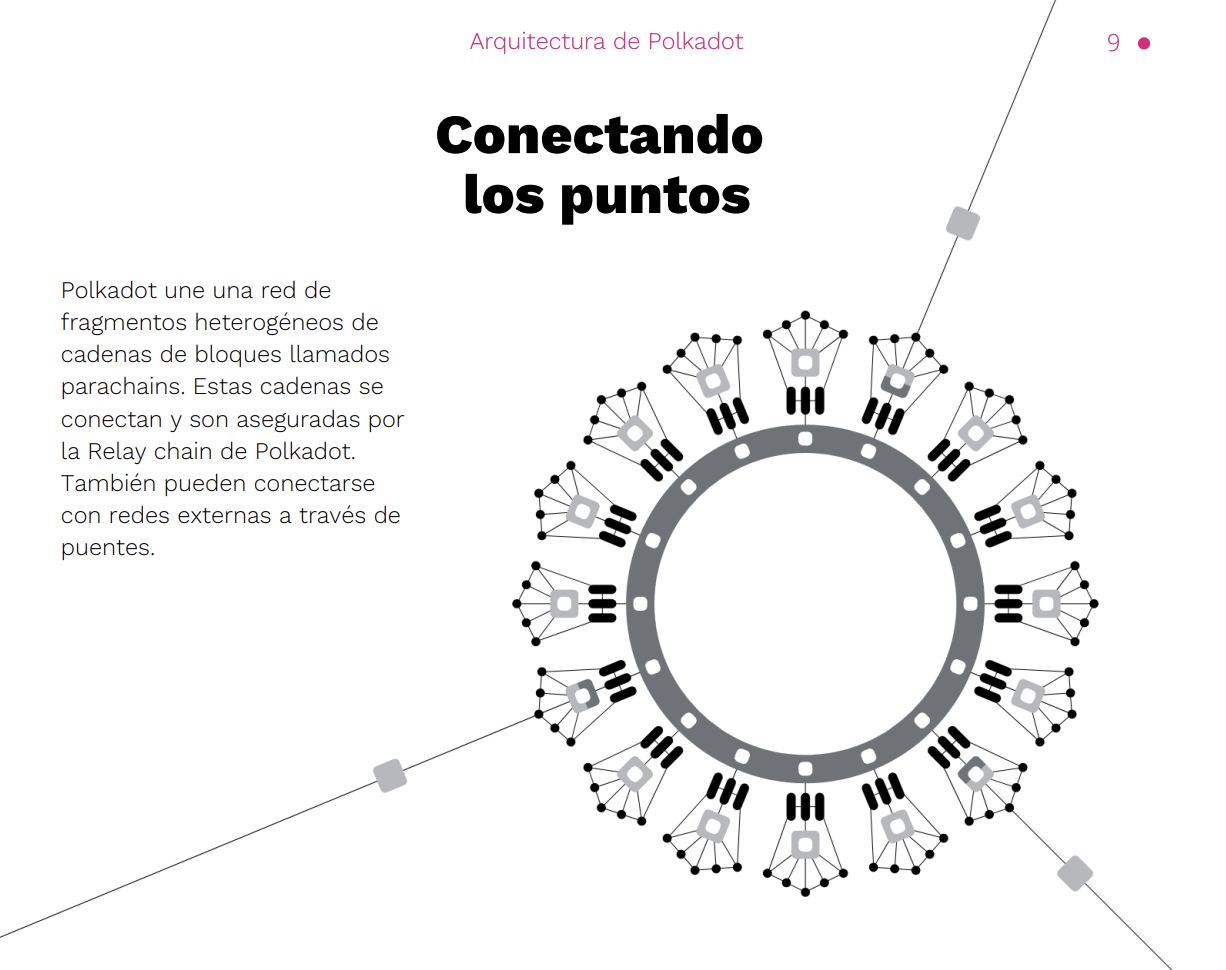 Arquitectura de Polkadot
9
Conectando
los puntos
Polkadot une una red de
fragmentos heterogéneos de
cadenas de bloques llamados
parachains. Estas cadenas se
conectan y son aseguradas por
la Relay chain de Polkadot.
También pueden conectarse
con redes externas a través de
puentes.